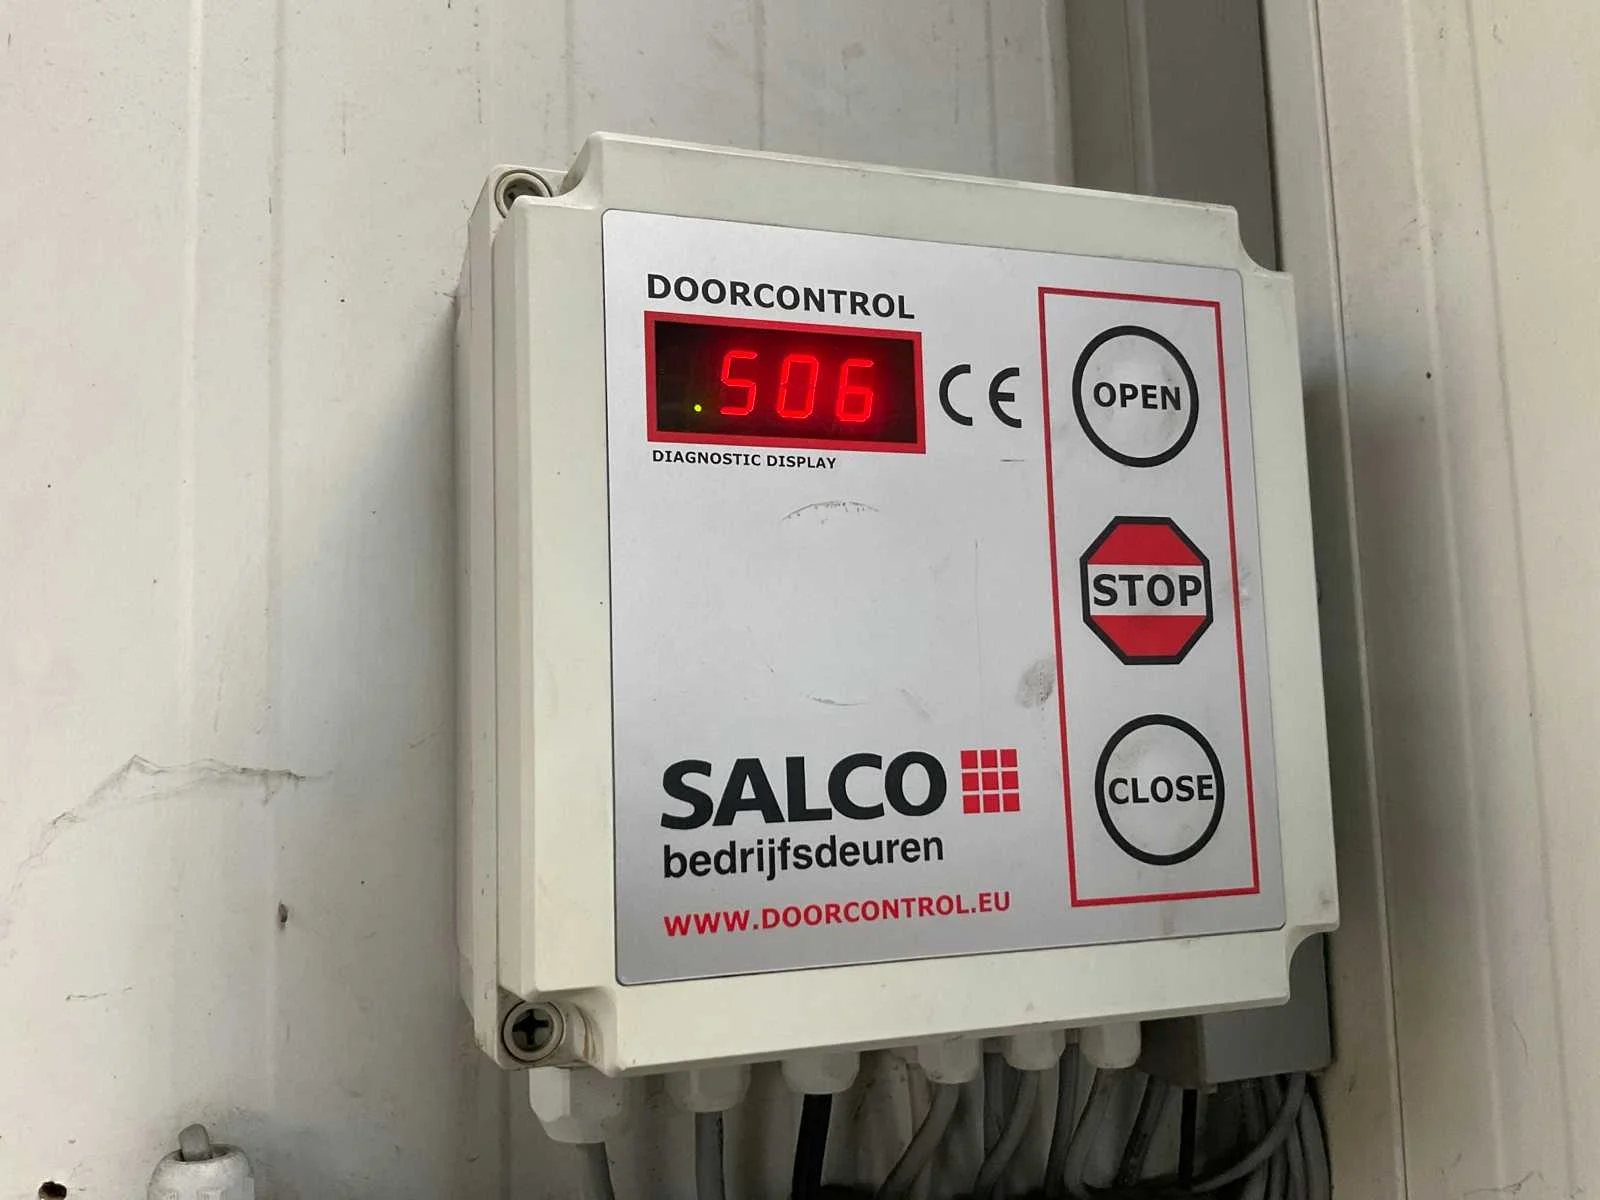 DOORCONTROL
506
CE
DIAGNOSTIC DISPLAY
OPEN
STOP
CLOSE
SALCO
bedrijfsdeuren
WWW.DOORCONTROL.EU